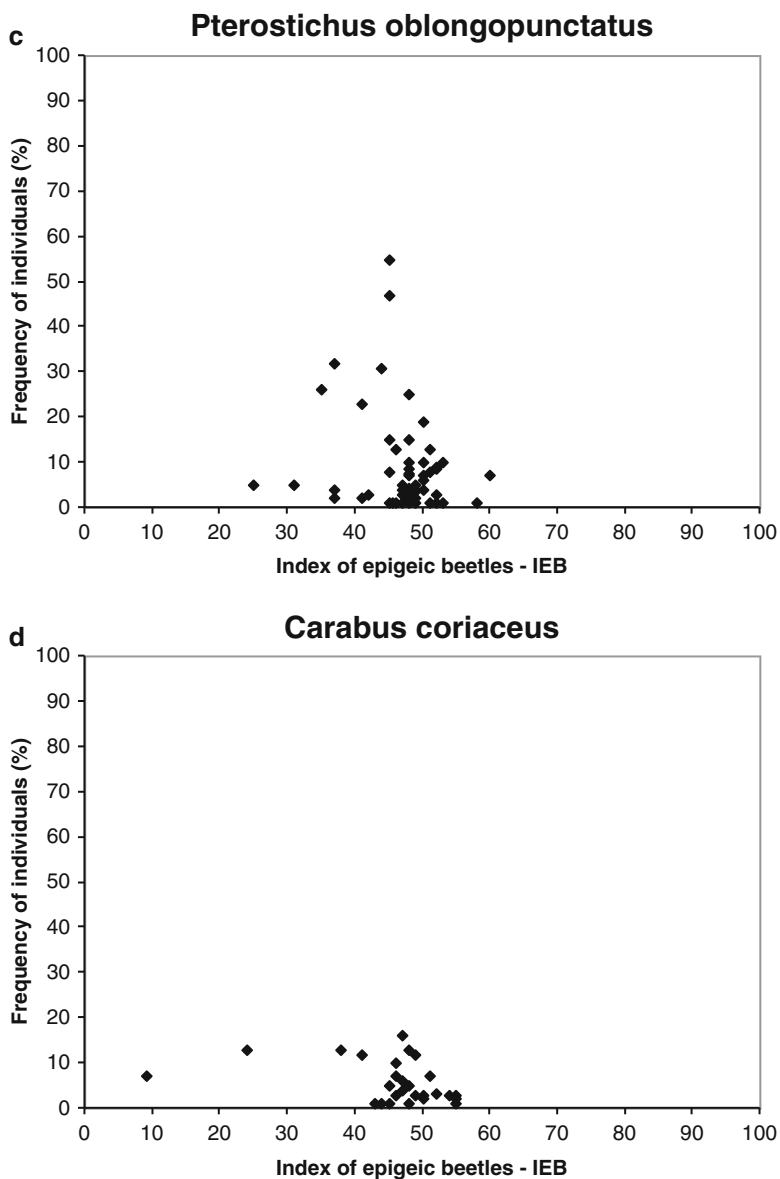 c
Pterostichus oblongopunctatus
100
90
80
70
60
50
40
30
20
10
0
Frequency of individuals (%)
0 10 20 30 40 50 60 70 80 90 100
Index of epigeic beetles - IEB
d
Carabus coriaceus
100
90
80
70
60
50
40
30
20
10
0
Frequency of individuals (%)
0 10 20 30 40 50 60 70 80 90 100
Index of epigeic beetles - IEB